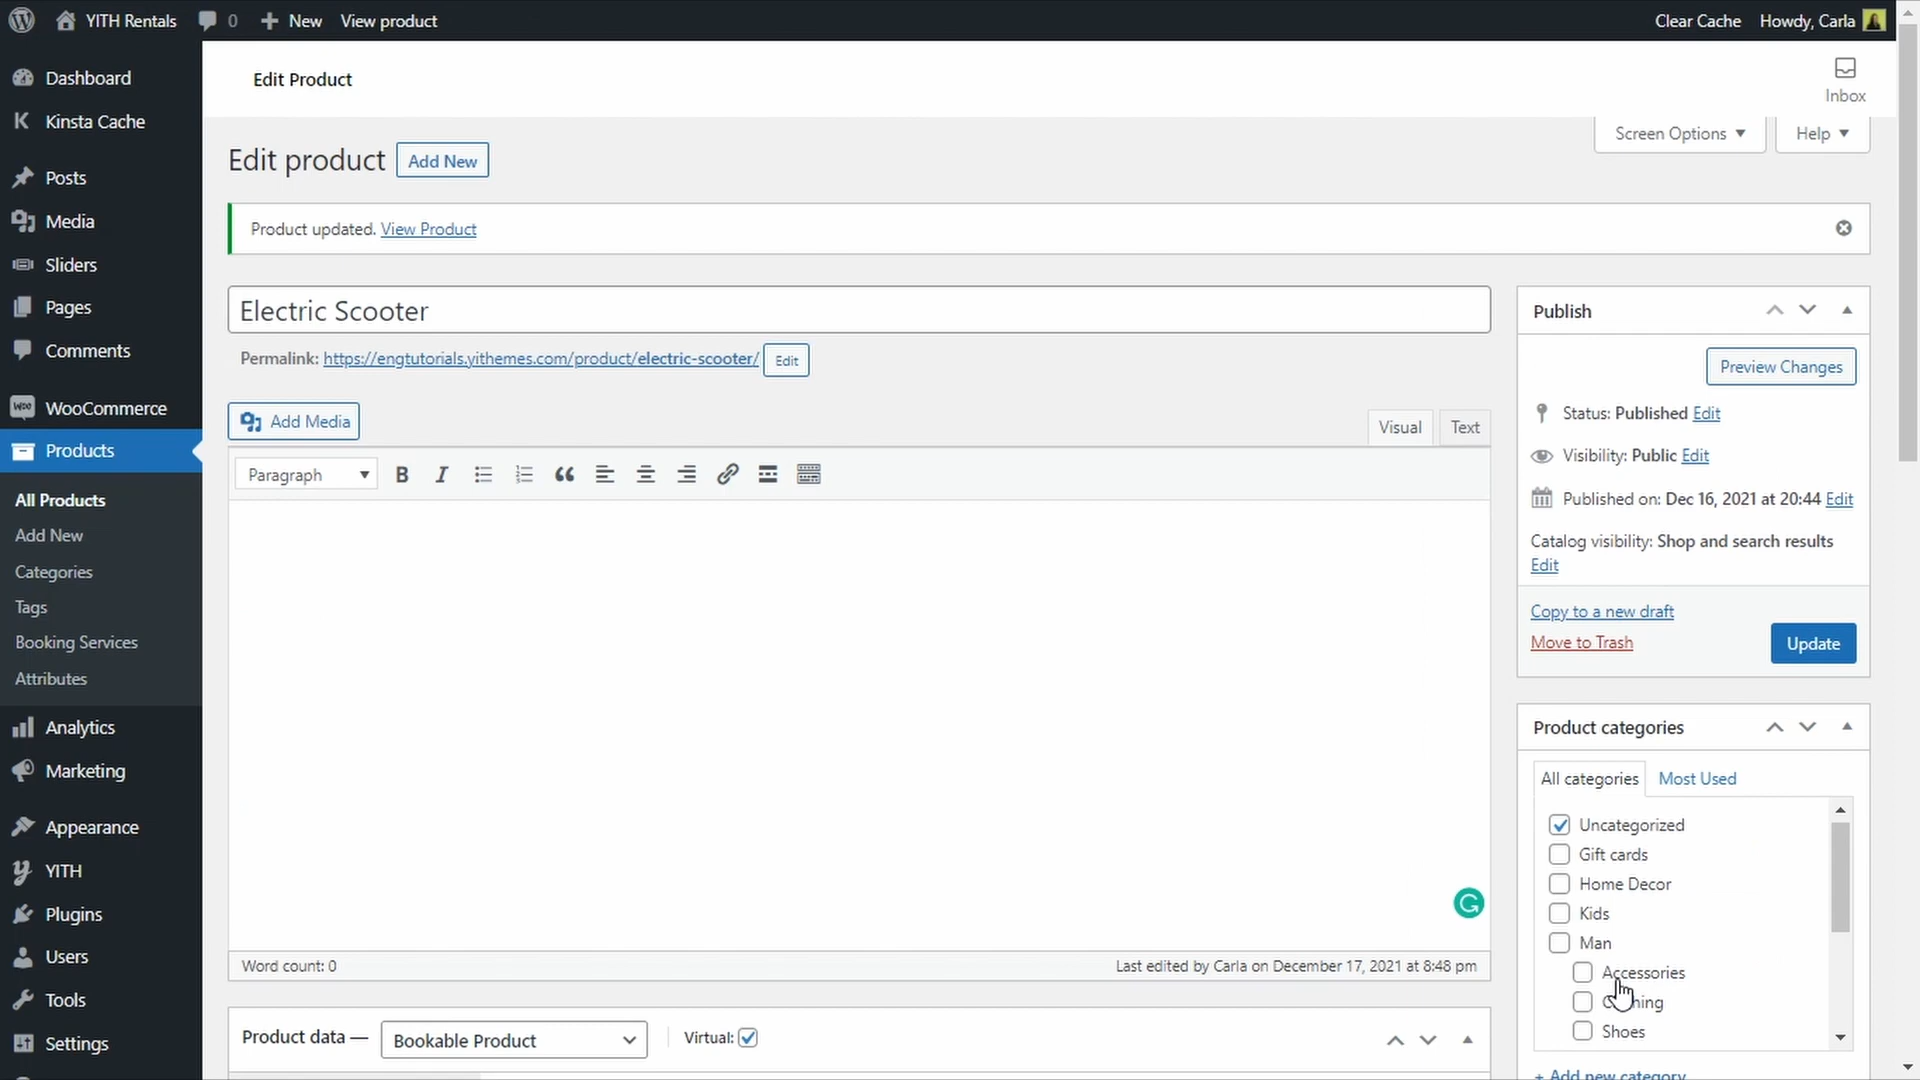 YITH Rentals
0
New
View product
Clear Cache
Howdy, Carla
Dashboard
Kinsta Cache
Posts
Media
Sliders
Pages
Comments
WooCommerce
Products
All Products
Add New
Categories
Tags
Booking Services
Attributes
Analytics
Marketing
Appearance
YITH
Plugins
Users
Tools
Settings
Edit Product
Inbox
Screen Options
Help
Edit product
Add New
Product updated. View Product
Electric Scooter
Permalink: https://engtutorials.yithemes.com/product/electric-scooter/ Edit
Add Media
Visual
Text
Paragraph
Word count: 0
Last edited by Carla on December 17, 2021 at 8:48 pm
Product data —
Bookable Product
Virtual:
Publish
Preview Changes
Status: Published Edit
Visibility: Public Edit
Published on: Dec 16, 2021 at 20:44 Edit
Catalog visibility: Shop and search results
Edit
Copy to a new draft
Move to Trash
Update
Product categories
All categories
Most Used
Uncategorized
Gift cards
Home Decor
Kids
Man
Accessories
Shoes
+ Add new category